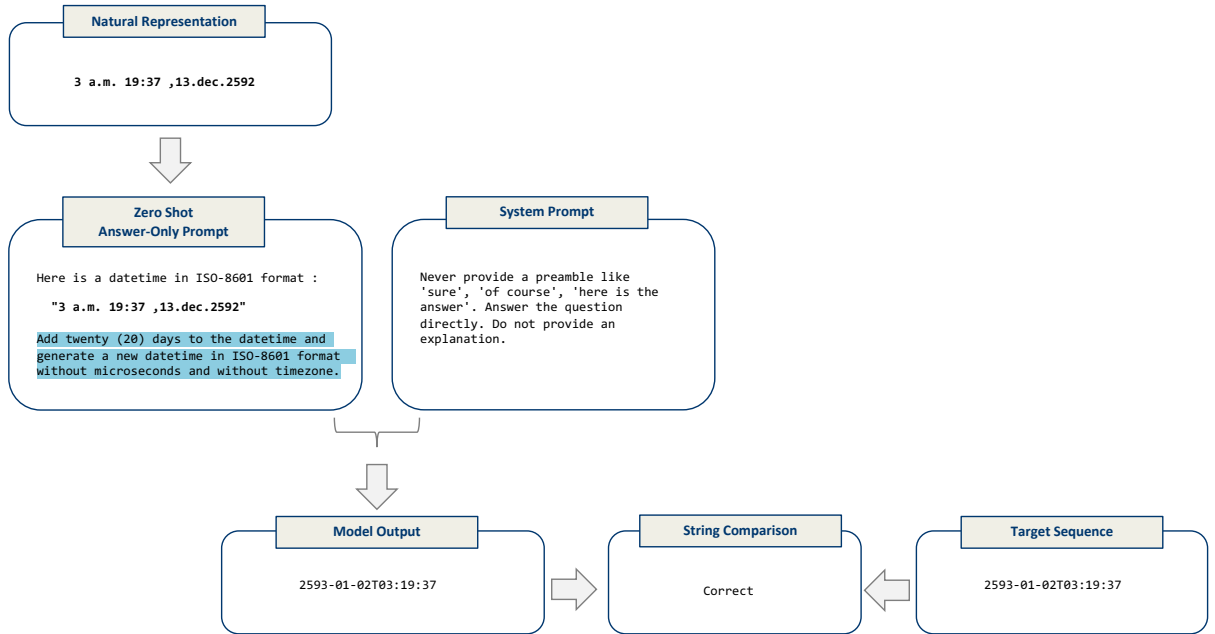 Natural Representation
3 a.m. 19:37 ,13.dec.2592
Zero Shot
Answer-Only Prompt
Here is a datetime in ISO-8601 format :
"3 a.m. 19:37 ,13.dec.2592"
Add twenty (20) days to the datetime and
generate a new datetime in ISO-8601 format
without microseconds and without timezone.
System Prompt
Never provide a preamble like
'sure', 'of course', 'here is the
answer'. Answer the question
directly. Do not provide an
explanation.
Model Output
2593-01-02T03:19:37
String Comparison
Correct
Target Sequence
2593-01-02T03:19:37